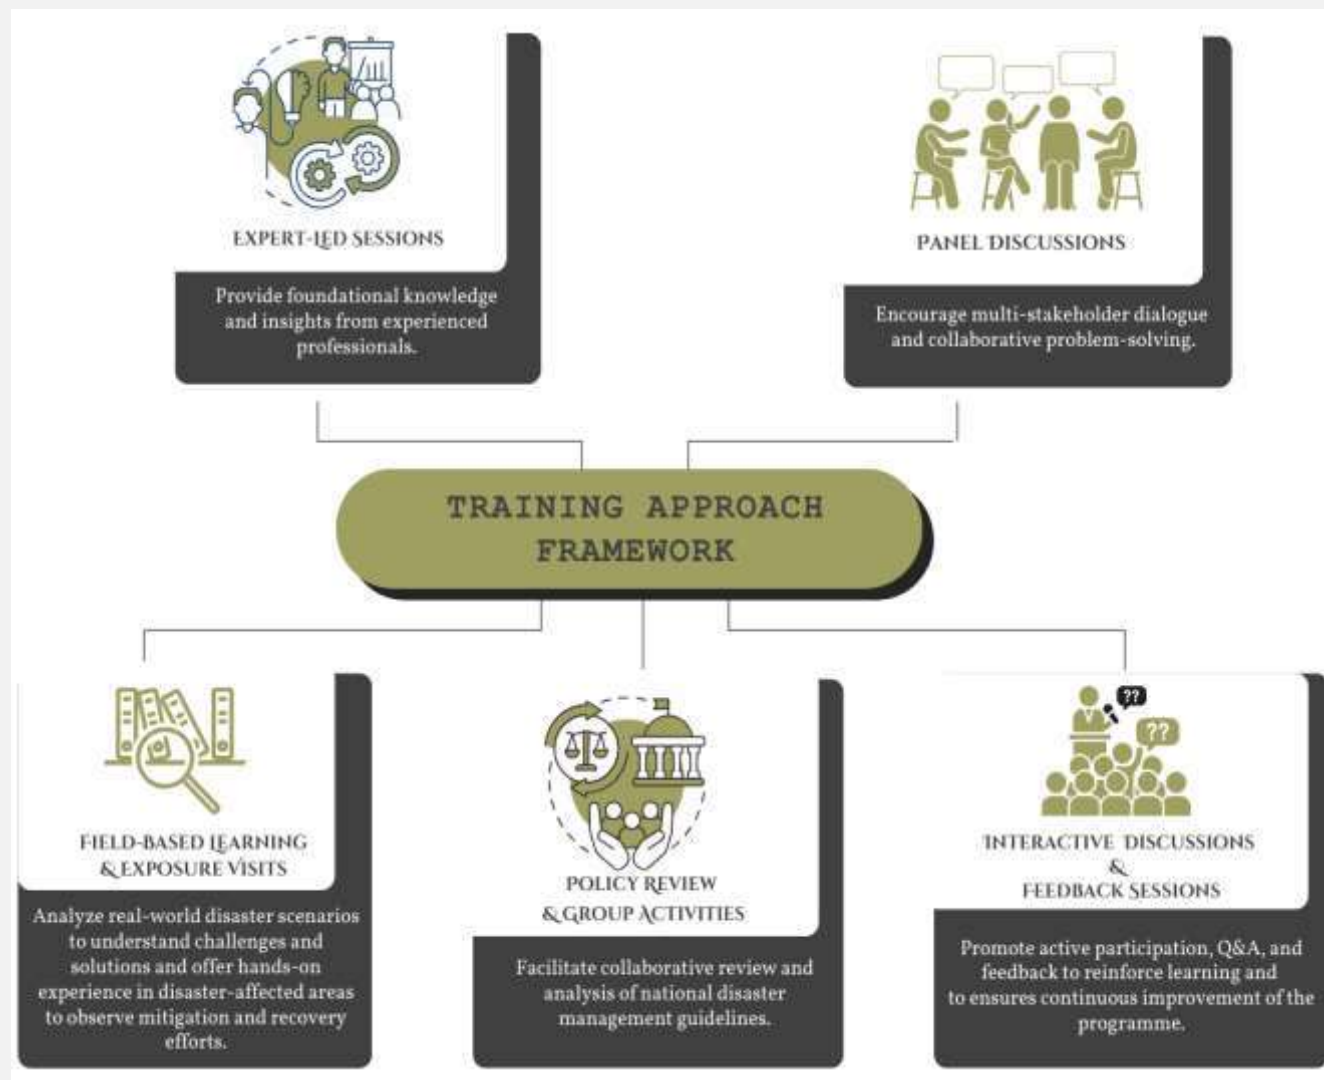 EXPERT-LED SESSIONS
Provide foundational knowledge
and insights from experienced
professionals.
PANEL DISCUSSIONS
Encourage multi-stakeholder dialogue
and collaborative problem-solving.
TRAINING APPROACH
FRAMEWORK
FIELD-BASED LEARNING
& EXPOSURE VISITS
Analyze real-world disaster scenarios
to understand challenges and
solutions and offer hands-on
experience in disaster-affected areas
to observe mitigation and recovery
efforts.
POLICY REVIEW
& GROUP ACTIVITIES
Facilitate collaborative review and
analysis of national disaster
management guidelines.
??
??
INTERACTIVE DISCUSSIONS
&
FEEDBACK SESSIONS
Promote active participation, Q&A, and
feedback to reinforce learning and
to ensures continuous improvement of the
programme.